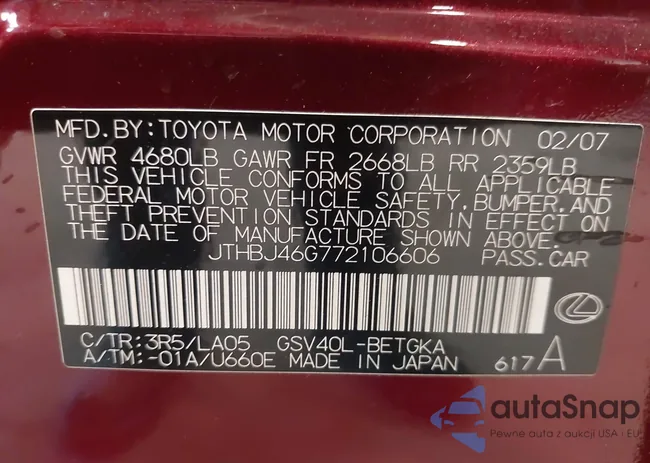 MFD. BY: TOYOTA MOTOR CORPORATION 02/07
GVWR 4680LB GAWR FR 2668LB RR 2359LB
THIS VEHICLE CONFORMS TO ALL APPLICABLE
FEDERAL MOTOR VEHICLE SAFETY, BUMPER, AND
THEFT PREVENTION STANDARDS IN EFFECT ON
THE DATE OF MANUFACTURE SHOWN ABOVE.
JTHBJ46G772106606 PASS.CAR
C/TR: 3R5/LA05 GSV40L-BETGKA
A/TM: -01A/U660E MADE IN JAPAN 617 A
autaSnap
Pewne auta z aukcji USA i EU